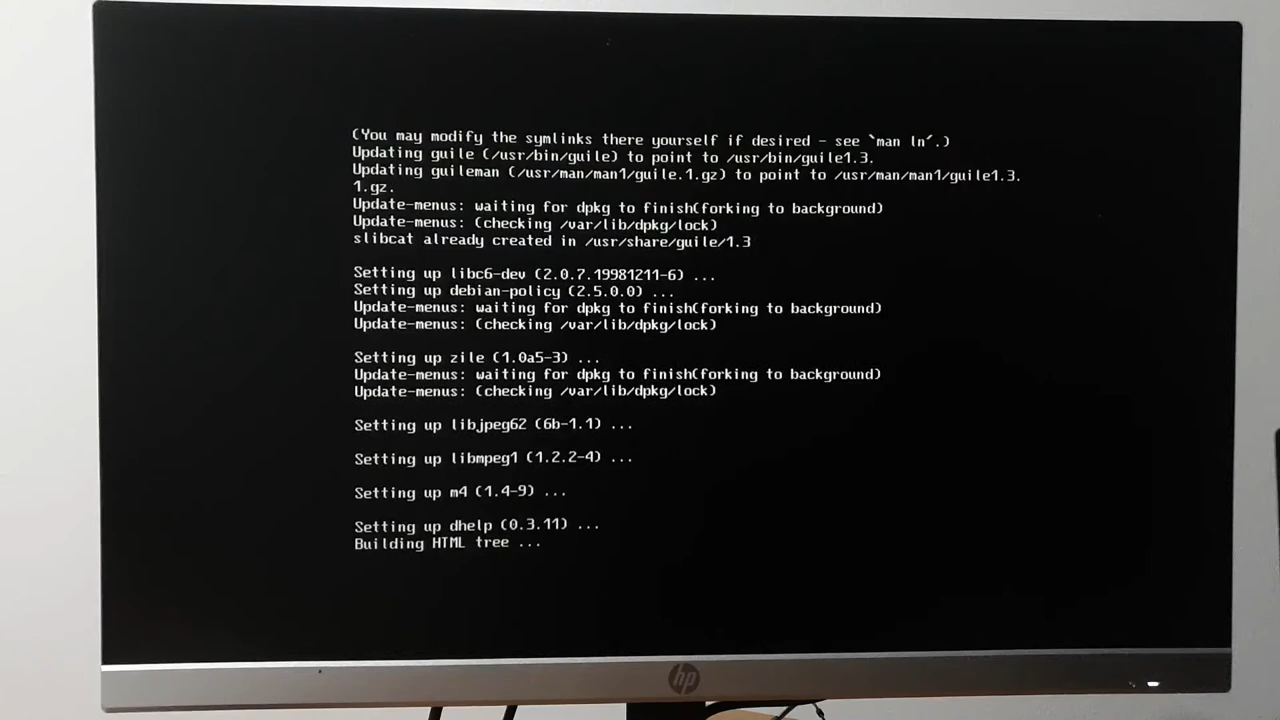 (You may modify the symlinks there yourself if desired - see `man ln'.)
Updating guile (/usr/bin/guile) to point to /usr/bin/guile1.3.
Updating guileman (/usr/man/man1/guile.1.gz) to point to /usr/man/man1/guile1.3.
1.gz.
Update-menus: waiting for dpkg to finish(forking to background)
Update-menus: (checking /var/lib/dpkg/lock)
slibcat already created in /usr/share/guile/1.3
Setting up libc6-dev (2.0.7.19981211-6) ...
Setting up debian-policy (2.5.0.0) ...
Update-menus: waiting for dpkg to finish(forking to background)
Update-menus: (checking /var/lib/dpkg/lock)
Setting up zile (1.0a5-3) ...
Update-menus: waiting for dpkg to finish(forking to background)
Update-menus: (checking /var/lib/dpkg/lock)
Setting up libjpeg62 (6b-1.1) ...
Setting up libmpeg1 (1.2.2-4) ...
Setting up m4 (1.4-9) ...
Setting up dhelp (0.3.11) ...
Building HTML tree ...
hp